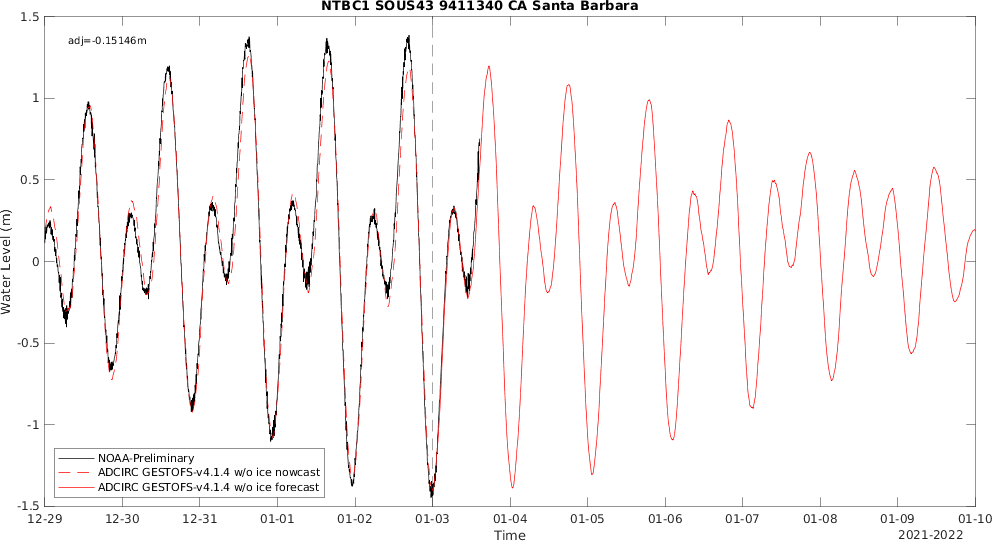 NTBC1 SOUS43 9411340 CA Santa Barbara
adj=-0.15146m
1.5
1
0.5
0
-0.5
-1
-1.5
Water Level (m)
NOAA-Preliminary
ADCIRC GESTOFS-v4.1.4 w/o ice nowcast
ADCIRC GESTOFS-v4.1.4 w/o ice forecast
12-29 12-30 12-31 01-01 01-02 01-03 01-04 01-05 01-06 01-07 01-08 01-09 01-10
Time
2021-2022